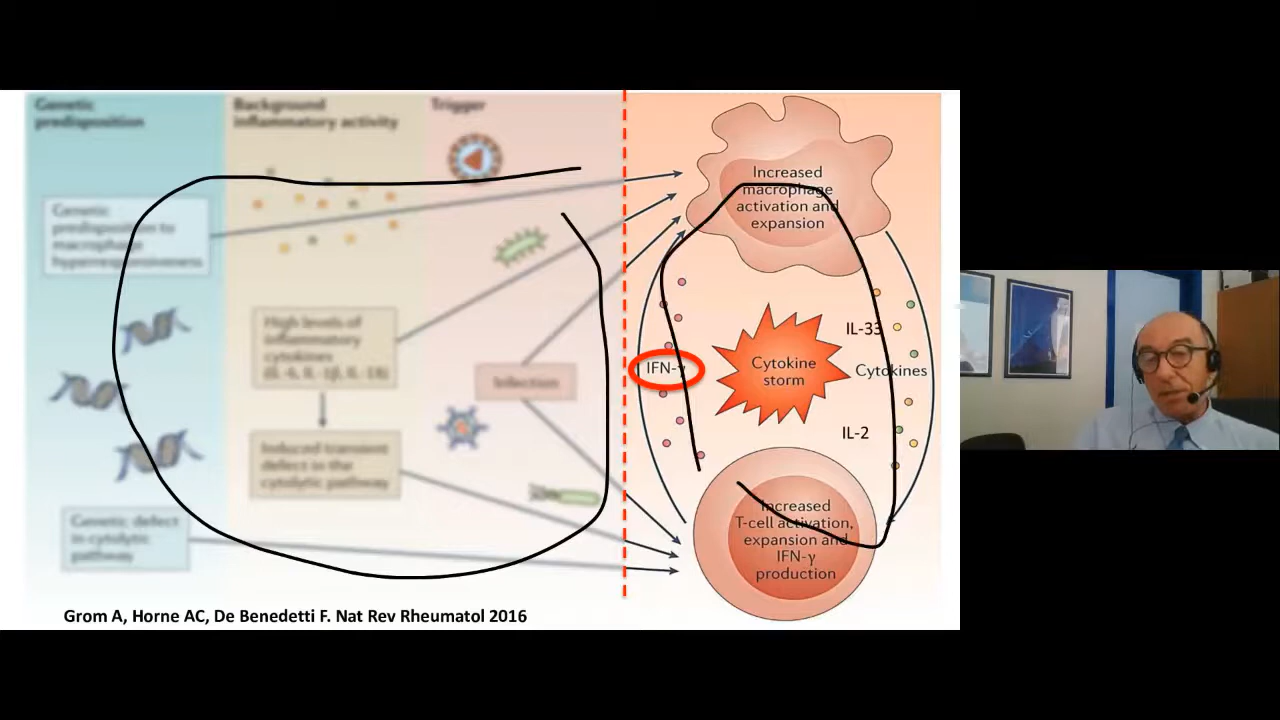 Genetic
predisposition
Background
inflammatory activity
Trigger
Genetic
predisposition to
macrophage
hyperresponsiveness
High levels of
inflammatory
cytokines
(IL-6, IL-1β, IL-18)
Infection
Induced transient
defect in the
cytolytic pathway
Genetic defect
in cytolytic
pathway
Increased
macrophage
activation and
expansion
IFN-γ
Cytokine
storm
IL-33
Cytokines
IL-2
Increased
T-cell activation,
expansion and
IFN-γ
production
Grom A, Horne AC, De Benedetti F. Nat Rev Rheumatol 2016